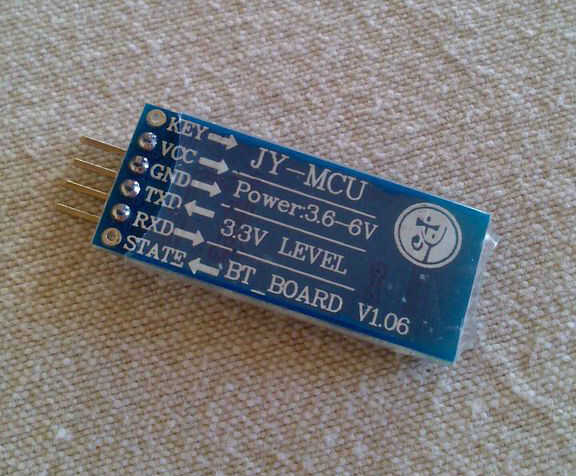 KEY
VCC
GND
TXD
RXD
STATE
JY-MCU
Power:3.6-6V
3.3V LEVEL
BT_BOARD V1.06